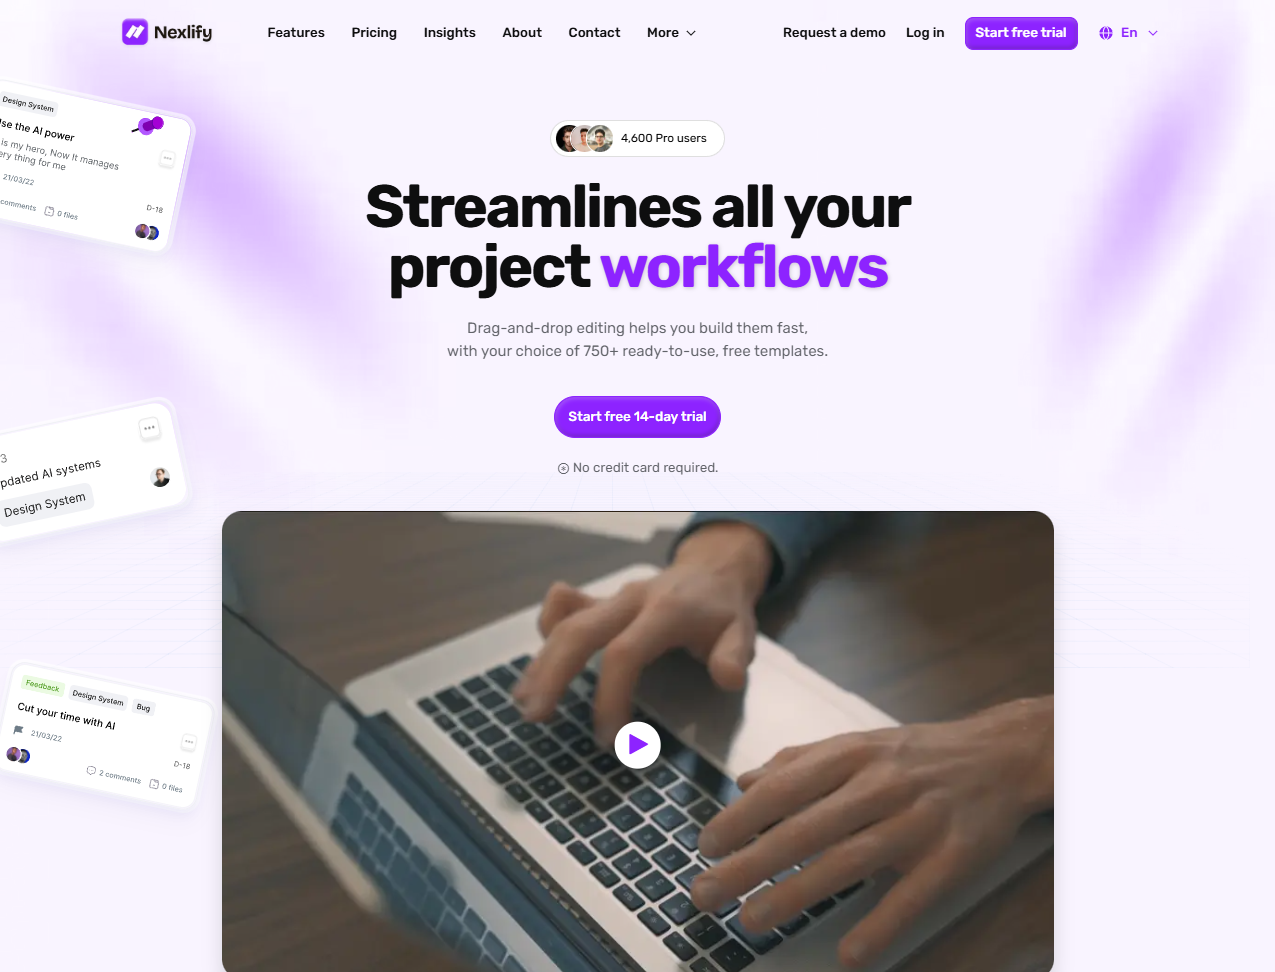 Nexlify
Features
Pricing
Insights
About
Contact
More
Request a demo
Log in
Start free trial
En
4,600 Pro users
Streamlines all your
project workflows
Drag-and-drop editing helps you build them fast,
with your choice of 750+ ready-to-use, free templates.
Start free 14-day trial
No credit card required.
Design System
the AI power
is my hero, Now It manages
thing for me
21/03/22
D-18
comments
0 files
3
AI systems
Design System
Feedback
Design System
Bug
Cut your time with AI
21/03/22
D-18
2 comments
0 files